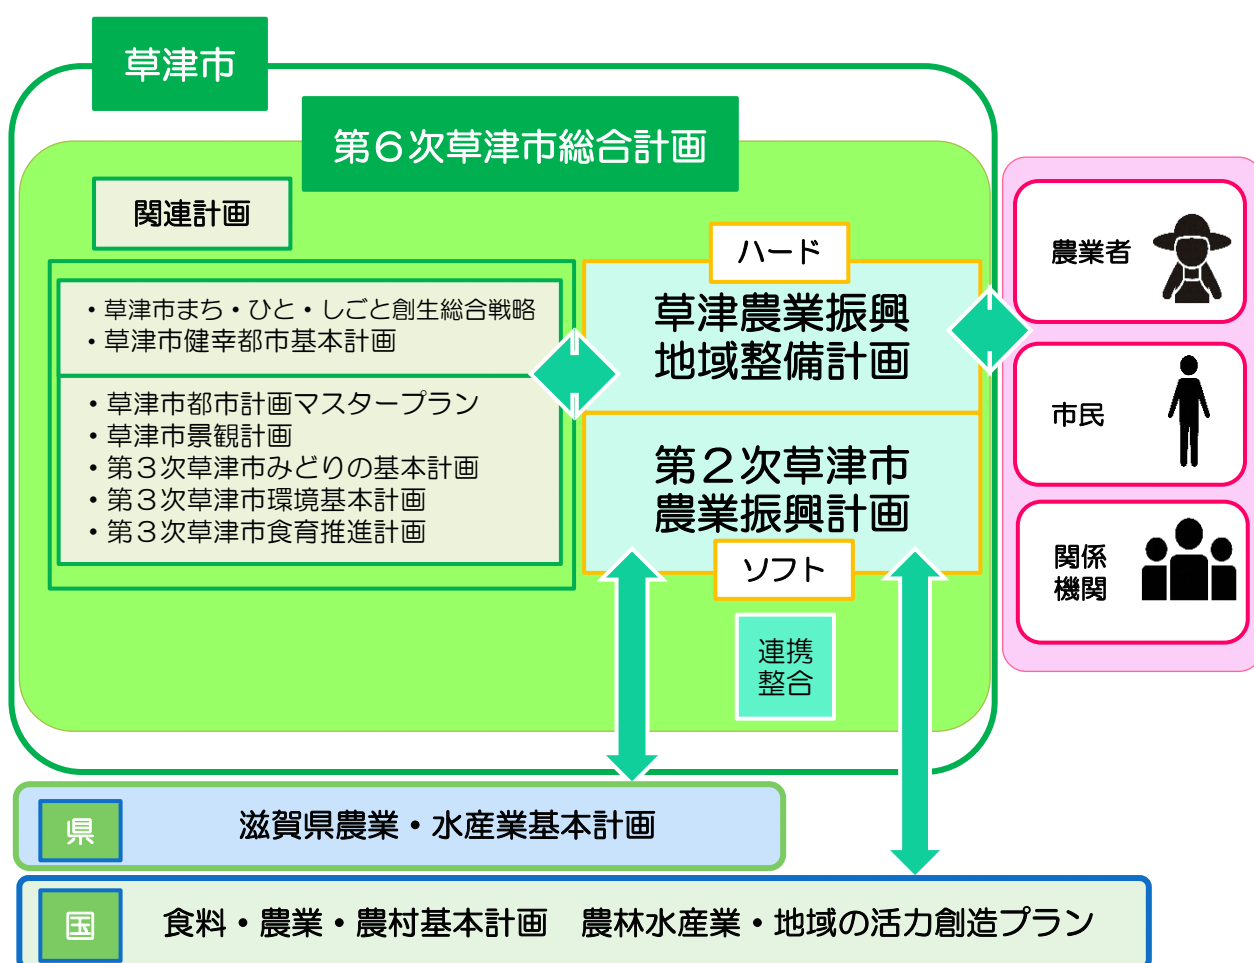 草津市
第６次草津市総合計画
関連計画
・草津市まち・ひと・しごと創生総合戦略
・草津市健幸都市基本計画
・草津市都市計画マスタープラン
・草津市景観計画
・第３次草津市みどりの基本計画
・第３次草津市環境基本計画
・第３次草津市食育推進計画
ハード
草津農業振興
地域整備計画
第２次草津市
農業振興計画
ソフト
連携
整合
農業者
市民
関係
機関
県
滋賀県農業・水産業基本計画
国
食料・農業・農村基本計画　農林水産業・地域の活力創造プラン